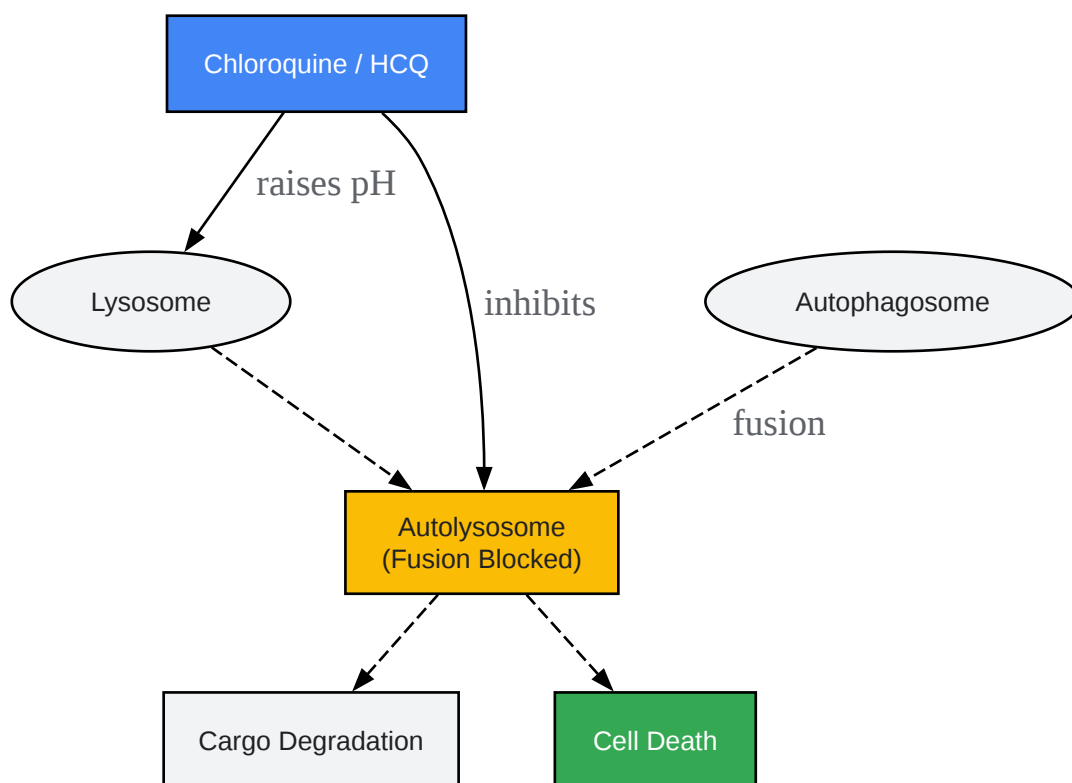 Chloroquine / HCQ
raises pH
Lysosome
inhibits
Autophagosome
fusion
Autolysosome
(Fusion Blocked)
Cargo Degradation
Cell Death